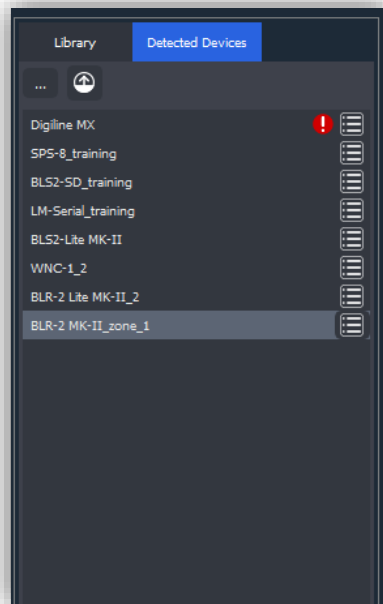 Library
Detected Devices
...
Digiline MX
SPS-8_training
BLS2-SD_training
LM-Serial_training
BLS2-Lite MK-II
WNC-1_2
BLR-2 Lite MK-II_2
BLR-2 MK-II_zone_1